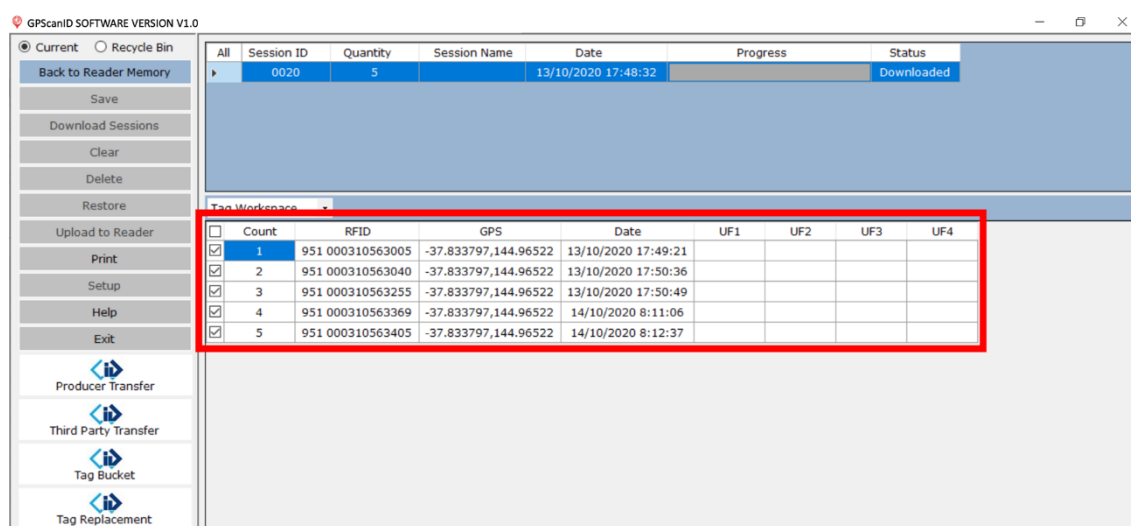 GPScanID SOFTWARE VERSION V1.0
Current Recycle Bin
Back to Reader Memory
Save
Download Sessions
Clear
Delete
Restore
Upload to Reader
Print
Setup
Help
Exit
Producer Transfer
Third Party Transfer
Tag Bucket
Tag Replacement
All Session ID Quantity Session Name Date Progress Status
0020 5 13/10/2020 17:48:32 Downloaded
Tag Workspace
Count RFID GPS Date UF1 UF2 UF3 UF4
1 951 000310563005 -37.833797,144.96522 13/10/2020 17:49:21
2 951 000310563040 -37.833797,144.96522 13/10/2020 17:50:36
3 951 000310563255 -37.833797,144.96522 13/10/2020 17:50:49
4 951 000310563369 -37.833797,144.96522 14/10/2020 8:11:06
5 951 000310563405 -37.833797,144.96522 14/10/2020 8:12:37